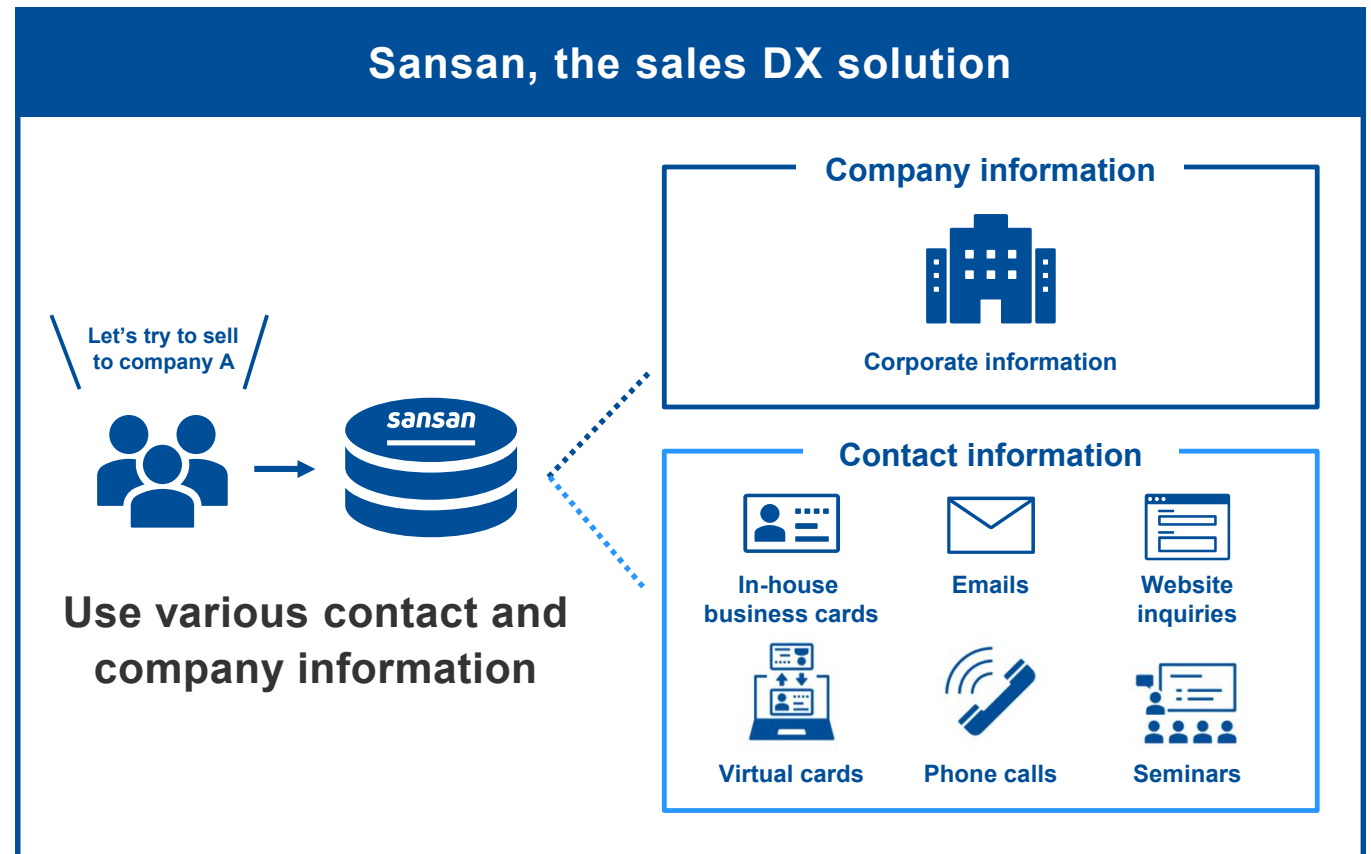 Sansan, the sales DX solution
Let's try to sell
to company A
sansan
Use various contact and
company information
Company information
Corporate information
Contact information
In-house
business cards
Emails
Website
inquiries
Virtual cards
Phone calls
Seminars